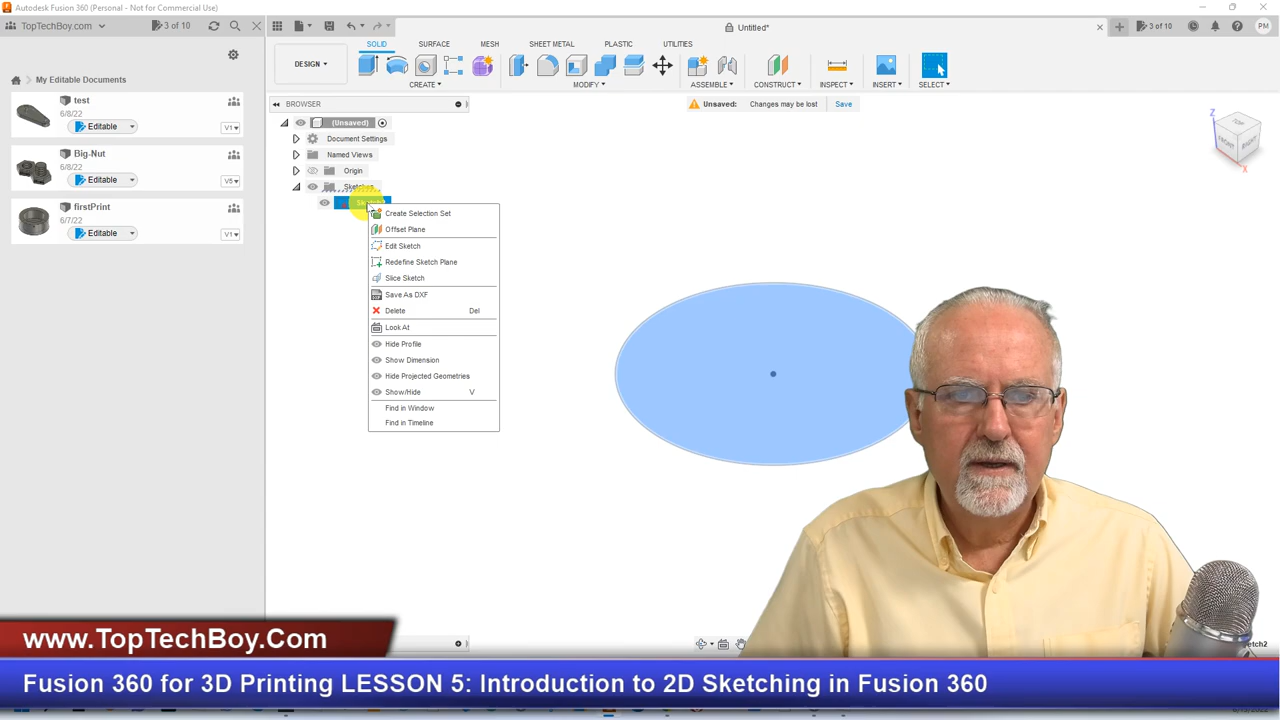 Autodesk Fusion 360 (Personal - Not for Commercial Use)
TopTechBoy.com
3 of 10
Untitled*
3 of 10
PM
SOLID
SURFACE
MESH
SHEET METAL
PLASTIC
UTILITIES
DESIGN
CREATE
MODIFY
ASSEMBLE
CONSTRUCT
INSPECT
INSERT
SELECT
My Editable Documents
test
6/8/22
Editable
V1
Big-Nut
6/8/22
Editable
V5
firstPrint
6/7/22
Editable
V1
BROWSER
(Unsaved)
Document Settings
Named Views
Origin
Sketches
Unsaved:
Changes may be lost
Save
TOP
FRONT
RIGHT
Z
X
Create Selection Set
Offset Plane
Edit Sketch
Redefine Sketch Plane
Slice Sketch
Save As DXF
Delete Del
Look At
Hide Profile
Show Dimension
Hide Projected Geometries
Show/Hide V
Find in Window
Find in Timeline
www.TopTechBoy.Com
Fusion 360 for 3D Printing LESSON 5: Introduction to 2D Sketching in Fusion 360